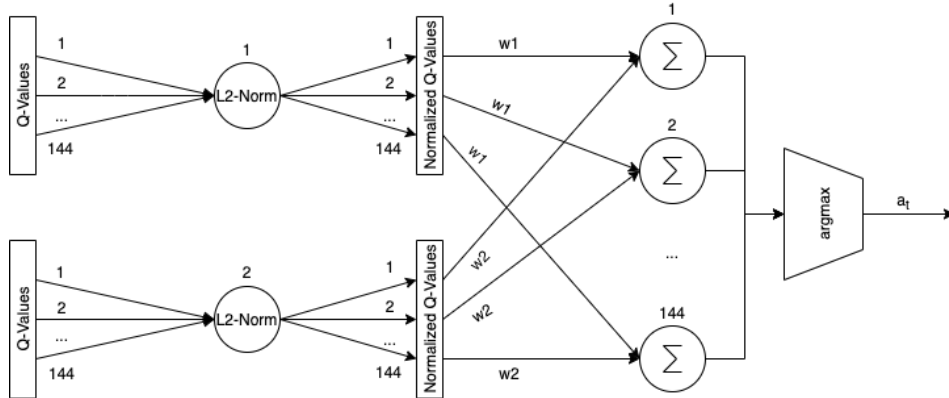 Q-Values
1
2
...
144
1
L2-Norm
1
2
...
144
Normalized Q-Values
w1
w1
w1
1
∑
2
∑
...
144
∑
argmax
a_t
Q-Values
1
2
...
144
2
L2-Norm
1
2
...
144
Normalized Q-Values
w2
w2
w2